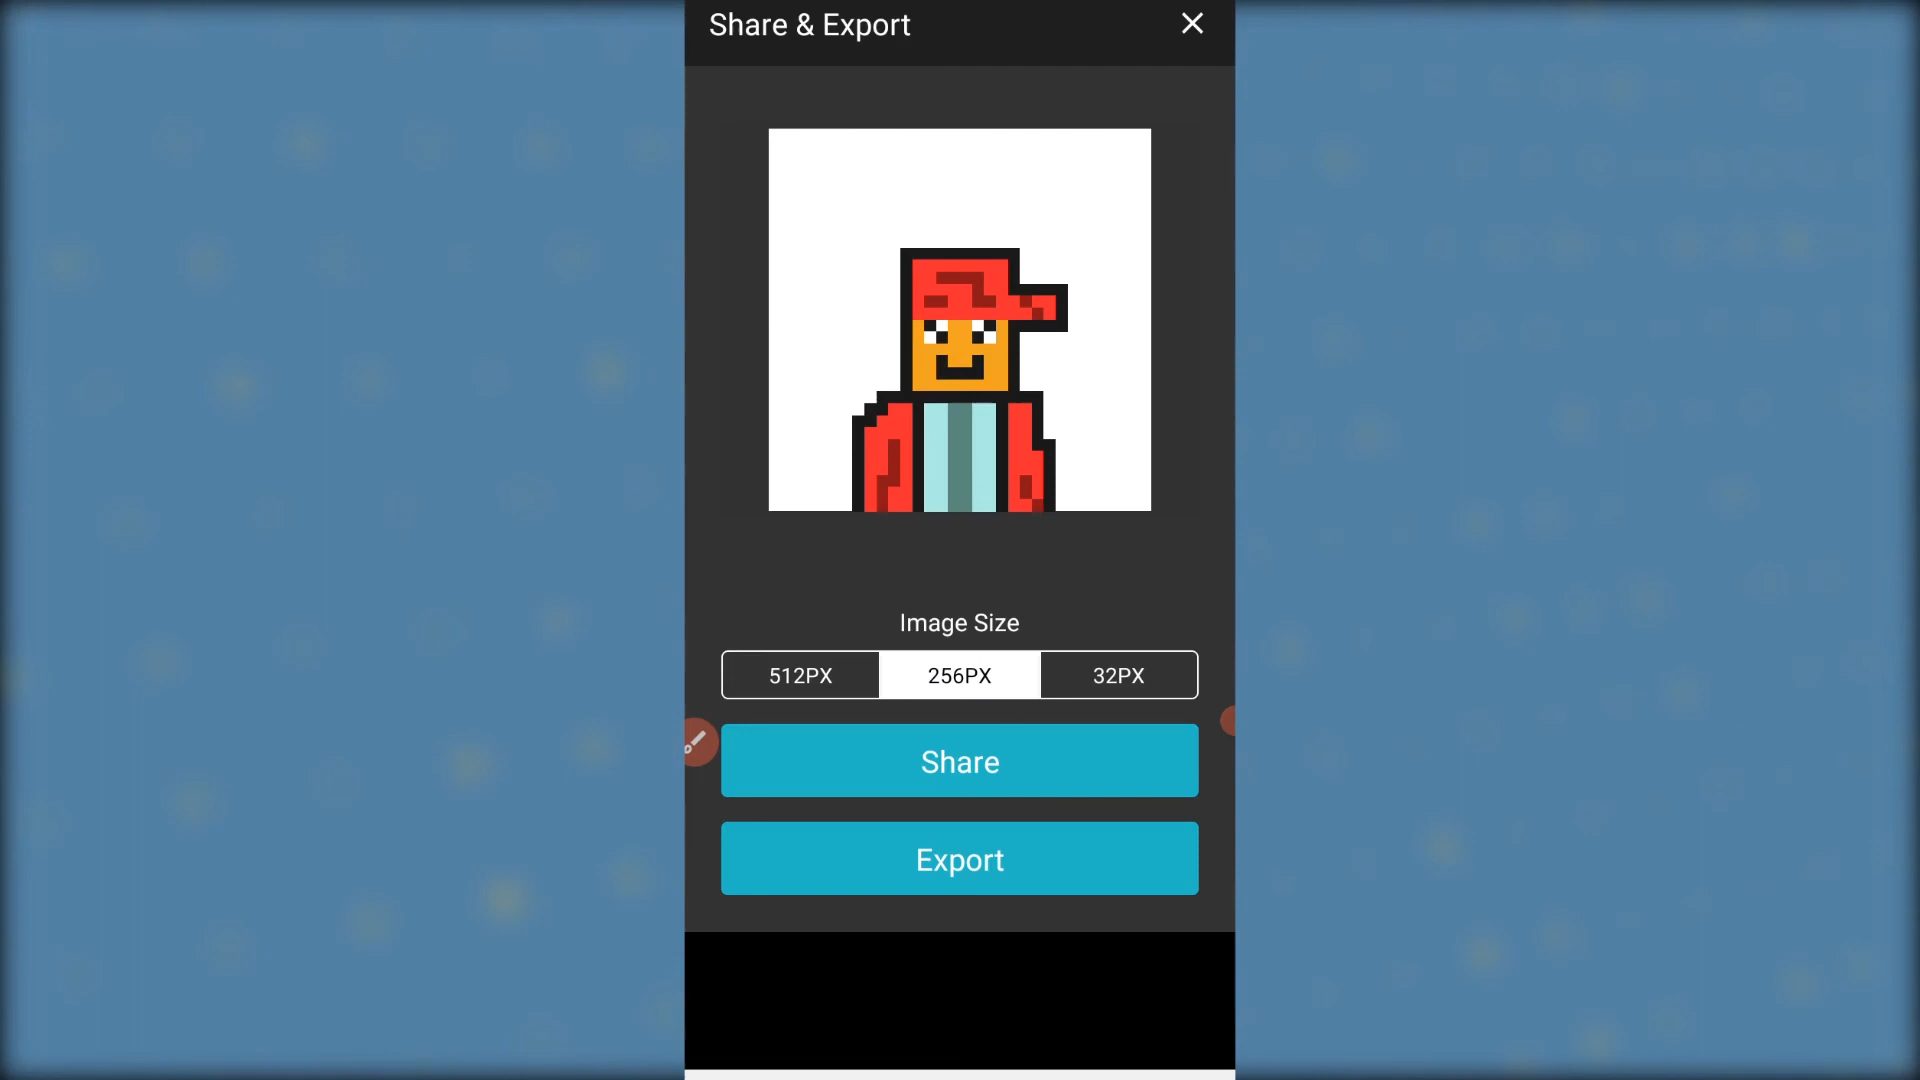 Share & Export
Image Size
512PX
256PX
32PX
Share
Export